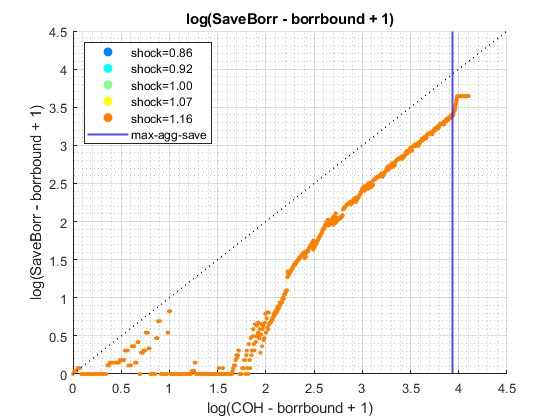 log(SaveBorr - borrbound + 1)
4.5
4
3.5
3
2.5
2
1.5
1
0.5
0
log(SaveBorr - borrbound + 1)
shock=0.86
shock=0.92
shock=1.00
shock=1.07
shock=1.16
max-agg-save
0 0.5 1 1.5 2 2.5 3 3.5 4 4.5
log(COH - borrbound + 1)